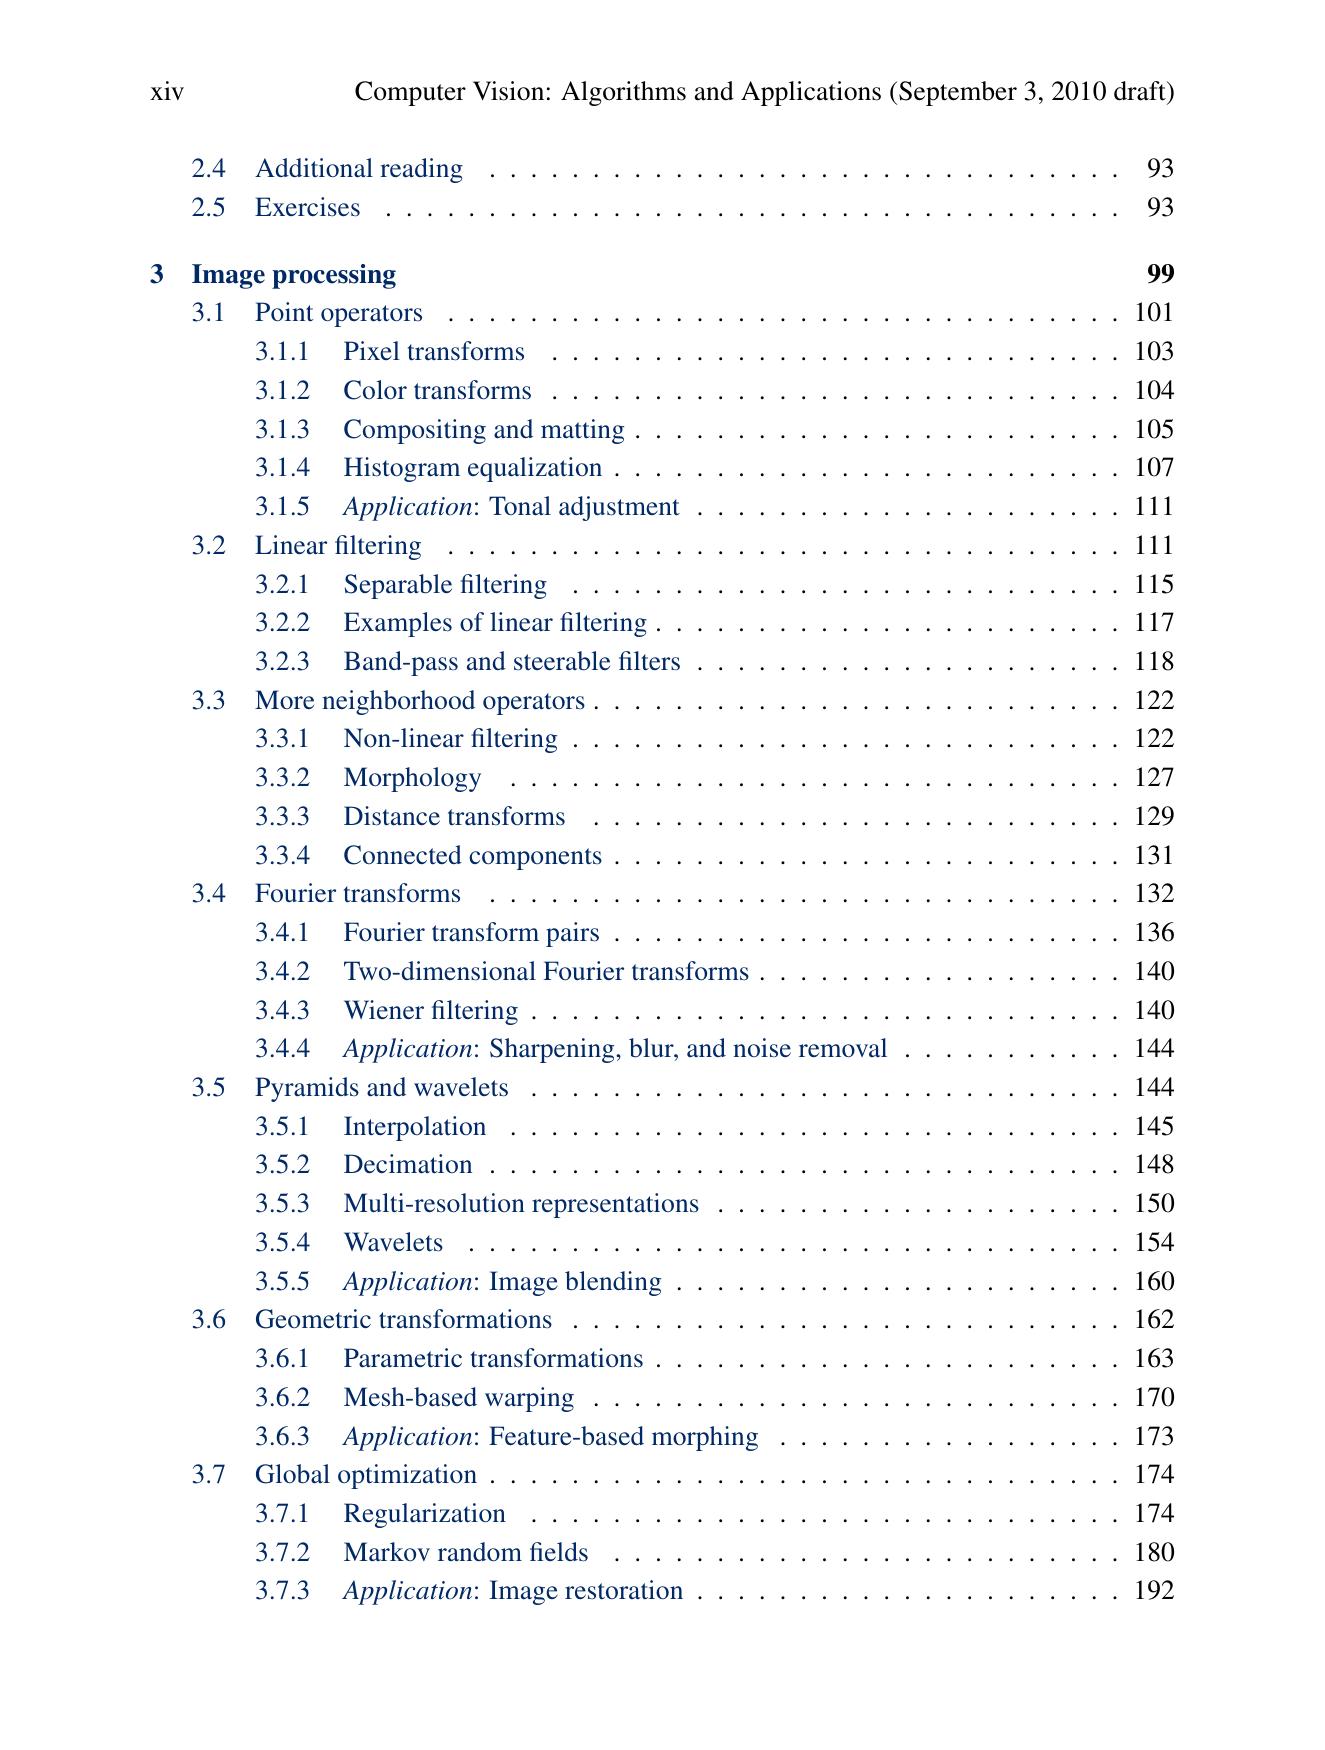 xiv Computer Vision: Algorithms and Applications (September 3, 2010 draft)
2.4 Additional reading . . . . . . . . . . . . . . . . . . . . . . . . . . . . . . . 93
2.5 Exercises . . . . . . . . . . . . . . . . . . . . . . . . . . . . . . . . . . . . 93
3 Image processing 99
3.1 Point operators . . . . . . . . . . . . . . . . . . . . . . . . . . . . . . . . . 101
3.1.1 Pixel transforms . . . . . . . . . . . . . . . . . . . . . . . . . . . . 103
3.1.2 Color transforms . . . . . . . . . . . . . . . . . . . . . . . . . . . . 104
3.1.3 Compositing and matting . . . . . . . . . . . . . . . . . . . . . . . . 105
3.1.4 Histogram equalization . . . . . . . . . . . . . . . . . . . . . . . . . 107
3.1.5 Application: Tonal adjustment . . . . . . . . . . . . . . . . . . . . . 111
3.2 Linear filtering . . . . . . . . . . . . . . . . . . . . . . . . . . . . . . . . . 111
3.2.1 Separable filtering . . . . . . . . . . . . . . . . . . . . . . . . . . . 115
3.2.2 Examples of linear filtering . . . . . . . . . . . . . . . . . . . . . . . 117
3.2.3 Band-pass and steerable filters . . . . . . . . . . . . . . . . . . . . . 118
3.3 More neighborhood operators . . . . . . . . . . . . . . . . . . . . . . . . . . 122
3.3.1 Non-linear filtering . . . . . . . . . . . . . . . . . . . . . . . . . . . 122
3.3.2 Morphology . . . . . . . . . . . . . . . . . . . . . . . . . . . . . . 127
3.3.3 Distance transforms . . . . . . . . . . . . . . . . . . . . . . . . . . 129
3.3.4 Connected components . . . . . . . . . . . . . . . . . . . . . . . . . 131
3.4 Fourier transforms . . . . . . . . . . . . . . . . . . . . . . . . . . . . . . . 132
3.4.1 Fourier transform pairs . . . . . . . . . . . . . . . . . . . . . . . . . 136
3.4.2 Two-dimensional Fourier transforms . . . . . . . . . . . . . . . . . . 140
3.4.3 Wiener filtering . . . . . . . . . . . . . . . . . . . . . . . . . . . . . 140
3.4.4 Application: Sharpening, blur, and noise removal . . . . . . . . . . . 144
3.5 Pyramids and wavelets . . . . . . . . . . . . . . . . . . . . . . . . . . . . . 144
3.5.1 Interpolation . . . . . . . . . . . . . . . . . . . . . . . . . . . . . . 145
3.5.2 Decimation . . . . . . . . . . . . . . . . . . . . . . . . . . . . . . . 148
3.5.3 Multi-resolution representations . . . . . . . . . . . . . . . . . . . . 150
3.5.4 Wavelets . . . . . . . . . . . . . . . . . . . . . . . . . . . . . . . . 154
3.5.5 Application: Image blending . . . . . . . . . . . . . . . . . . . . . . 160
3.6 Geometric transformations . . . . . . . . . . . . . . . . . . . . . . . . . . . 162
3.6.1 Parametric transformations . . . . . . . . . . . . . . . . . . . . . . . 163
3.6.2 Mesh-based warping . . . . . . . . . . . . . . . . . . . . . . . . . . 170
3.6.3 Application: Feature-based morphing . . . . . . . . . . . . . . . . . 173
3.7 Global optimization . . . . . . . . . . . . . . . . . . . . . . . . . . . . . . . 174
3.7.1 Regularization . . . . . . . . . . . . . . . . . . . . . . . . . . . . . 174
3.7.2 Markov random fields . . . . . . . . . . . . . . . . . . . . . . . . . 180
3.7.3 Application: Image restoration . . . . . . . . . . . . . . . . . . . . . 192